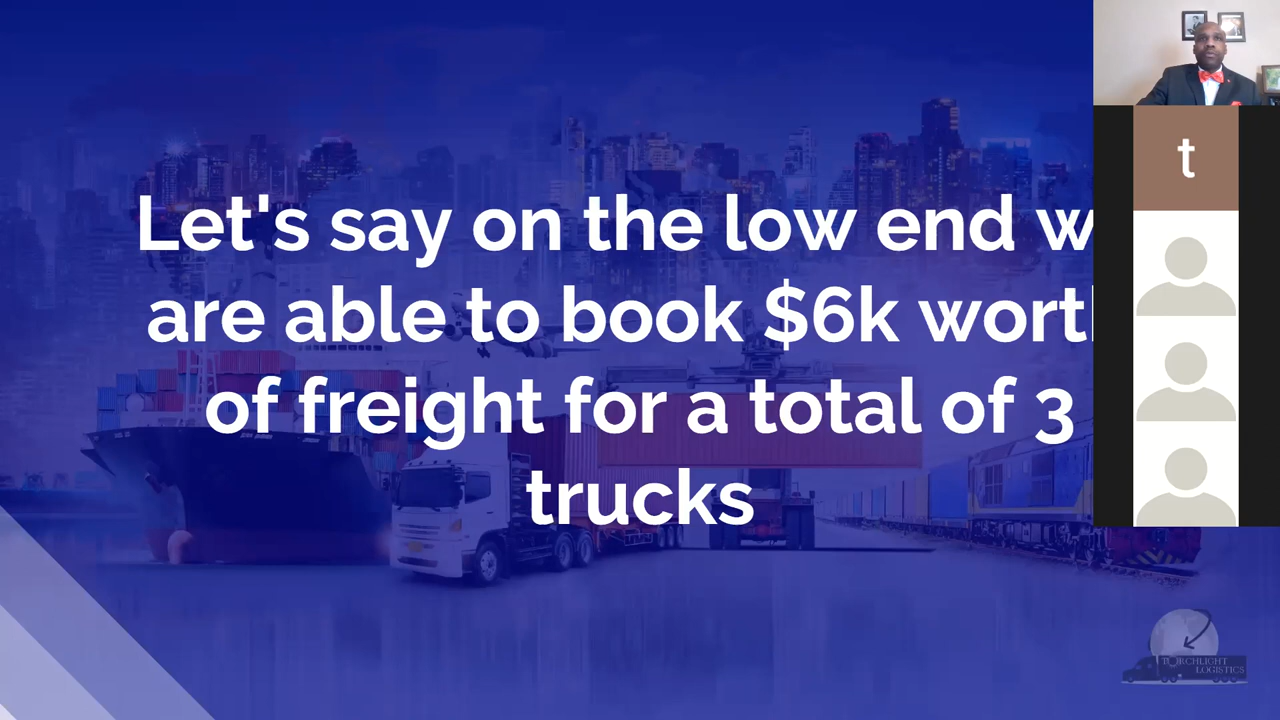 Let's say on the low end w
are able to book $6k wort
of freight for a total of 3
trucks
t
TORCHLIGHT
LOGISTICS